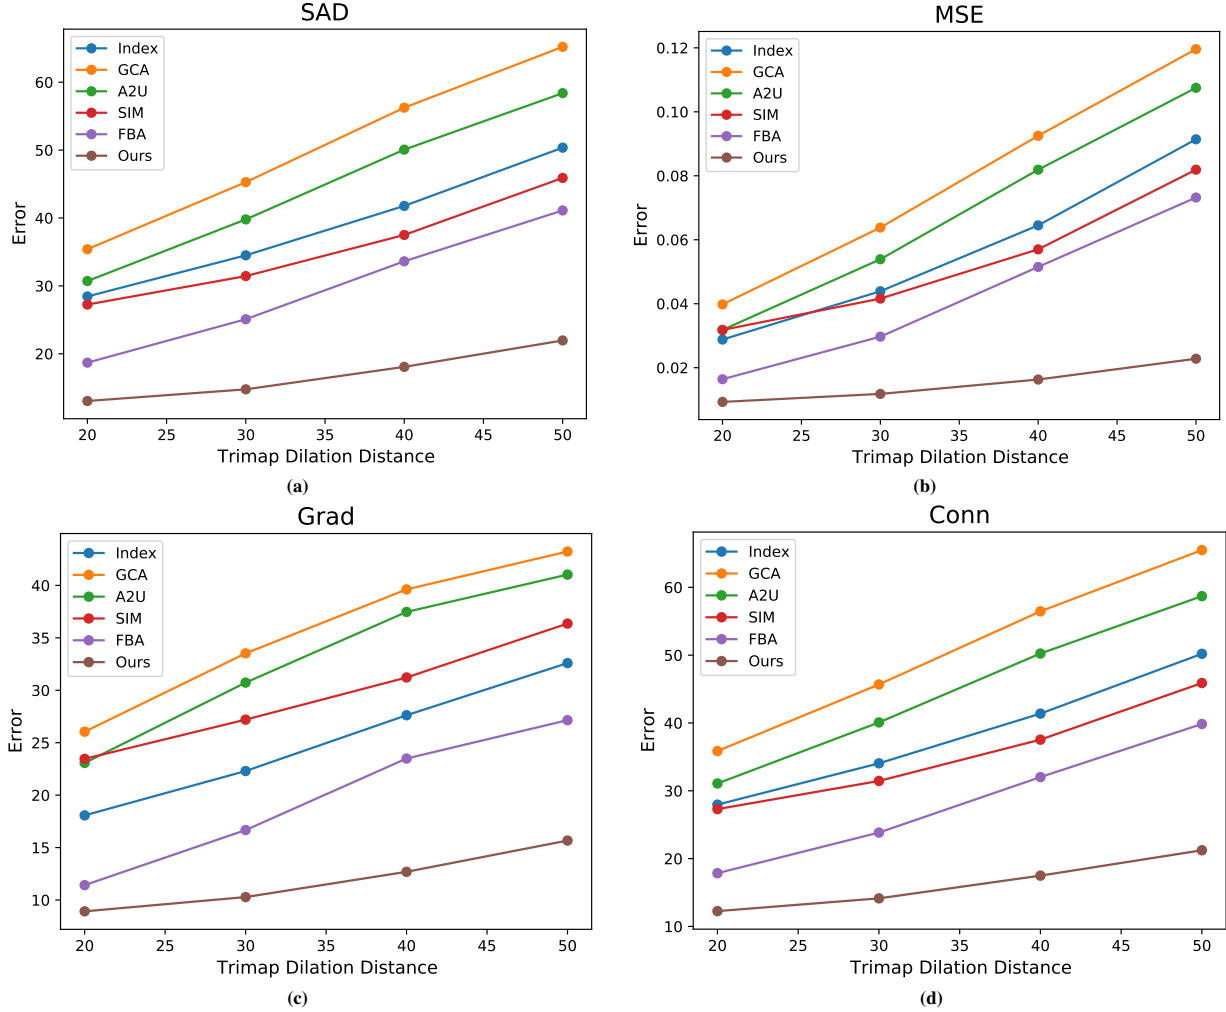 SAD
Index
GCA
A2U
SIM
FBA
Ours
60
50
40
30
20
Error
20 25 30 35 40 45 50
Trimap Dilation Distance
(a)
MSE
Index
GCA
A2U
SIM
FBA
Ours
0.12
0.10
0.08
0.06
0.04
0.02
Error
20 25 30 35 40 45 50
Trimap Dilation Distance
(b)
Grad
Index
GCA
A2U
SIM
FBA
Ours
40
35
30
25
20
15
10
Error
20 25 30 35 40 45 50
Trimap Dilation Distance
(c)
Conn
Index
GCA
A2U
SIM
FBA
Ours
60
50
40
30
20
10
Error
20 25 30 35 40 45 50
Trimap Dilation Distance
(d)